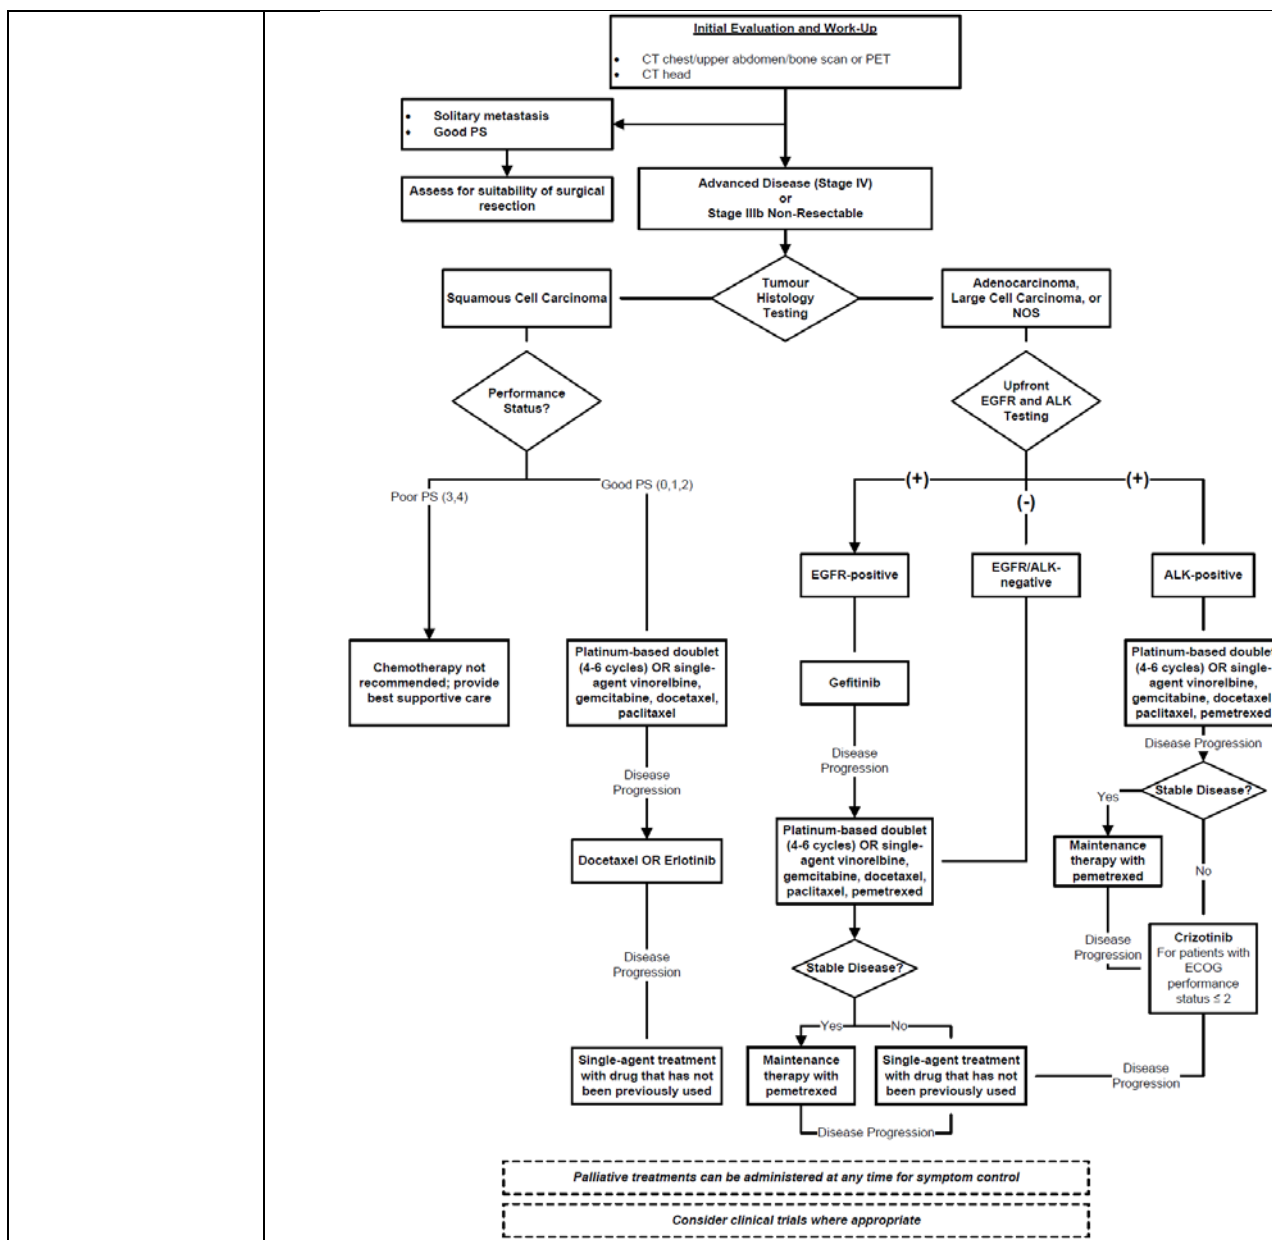 Initial Evaluation and Work-Up
• CT chest/upper abdomen/bone scan or PET
• CT head
• Solitary metastasis
• Good PS
Assess for suitability of surgical
resection
Advanced Disease (Stage IV)
or
Stage IIIb Non-Resectable
Squamous Cell Carcinoma
Tumour
Histology
Testing
Adenocarcinoma,
Large Cell Carcinoma, or
NOS
Performance
Status?
Upfront
EGFR and ALK
Testing
Poor PS (3,4)
Good PS (0,1,2)
(+)
(-)
(+)
EGFR-positive
EGFR/ALK-
negative
ALK-positive
Chemotherapy not
recommended; provide
best supportive care
Platinum-based doublet
(4-6 cycles) OR single-
agent vinorelbine,
gemcitabine, docetaxel,
paclitaxel
Gefitinib
Platinum-based doublet
(4-6 cycles) OR single-
agent vinorelbine,
gemcitabine, docetaxel,
paclitaxel, pemetrexed
Disease Progression
Disease
Progression
Disease
Progression
Stable Disease?
Yes
No
Docetaxel OR Erlotinib
Platinum-based doublet
(4-6 cycles) OR single-
agent vinorelbine,
gemcitabine, docetaxel,
paclitaxel, pemetrexed
Maintenance
therapy with
pemetrexed
Disease
Progression
Stable Disease?
Disease
Progression
Crizotinib
For patients with
ECOG
performance
status ≤ 2
Yes
No
Single-agent treatment
with drug that has not
been previously used
Maintenance
therapy with
pemetrexed
Single-agent treatment
with drug that has not
been previously used
Disease
Progression
Disease Progression
Palliative treatments can be administered at any time for symptom control
Consider clinical trials where appropriate